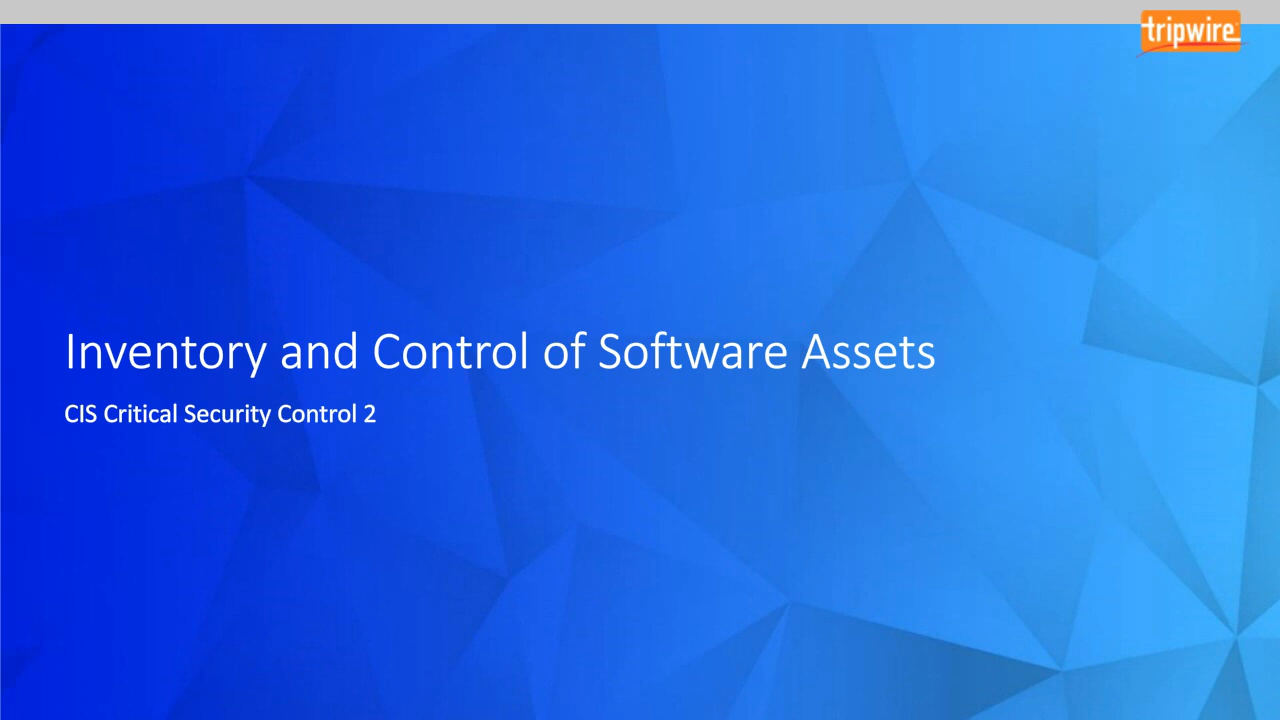 tripwire
Inventory and Control of Software Assets
CIS Critical Security Control 2